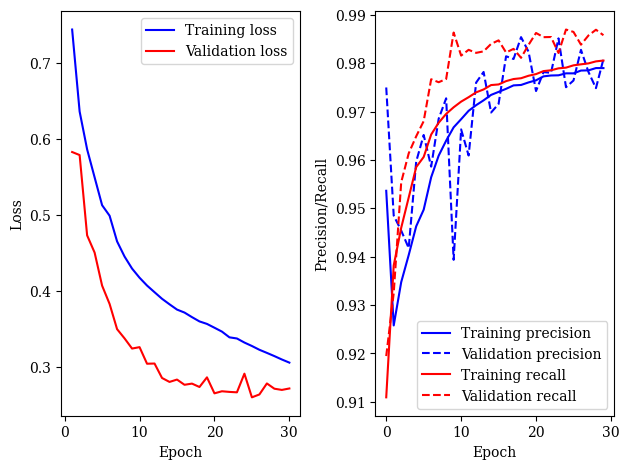 Training loss
Validation loss
0.7
0.6
0.5
0.4
0.3
Loss
0
10
20
30
Epoch
0.99
0.98
0.97
0.96
0.95
0.94
0.93
0.92
0.91
Precision/Recall
Training precision
Validation precision
Training recall
Validation recall
0
10
20
30
Epoch